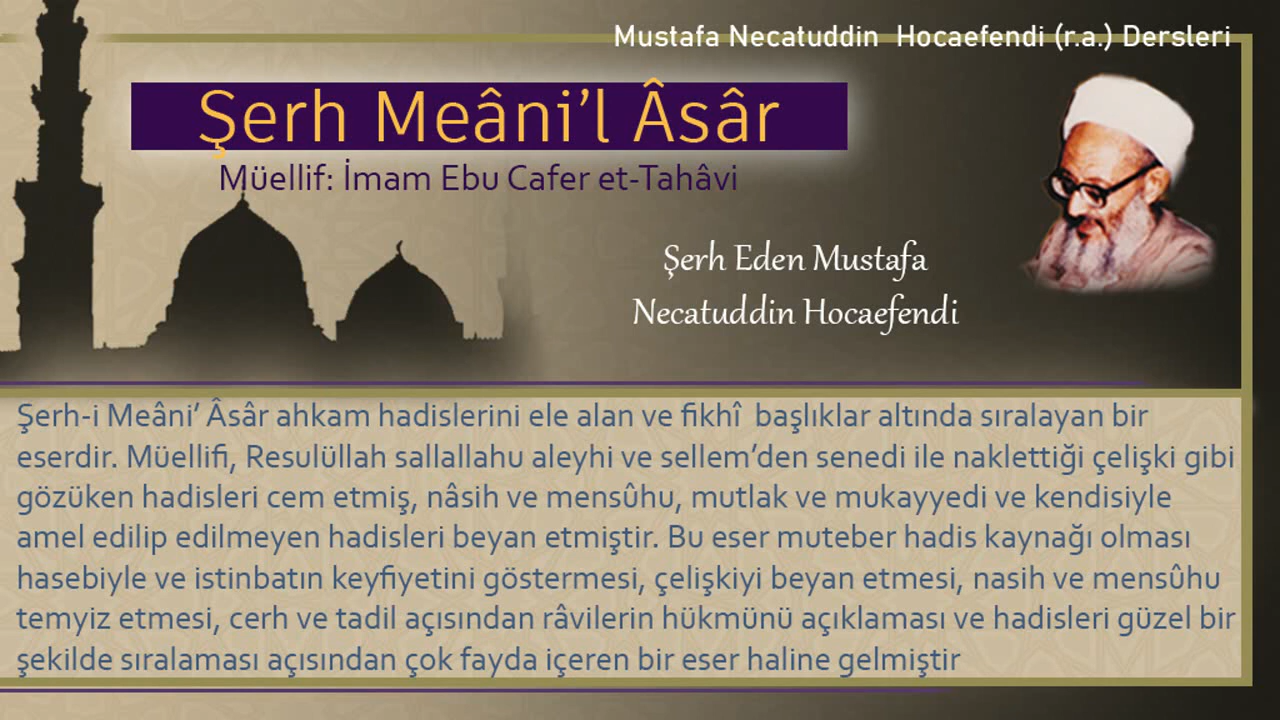 Mustafa Necatuddin Hocaefendi (r.a.) Dersleri
Şerh Meâni’l Âsâr
Müellif: İmam Ebu Cafer et-Tahâvi
Şerh Eden Mustafa
Necatuddin Hocaefendi
Şerh-i Meâni’ Âsâr ahkam hadislerini ele alan ve fikhî başlıklar altında sıralayan bir
eserdir. Müellifi, Resulüllah sallallahu aleyhi ve sellem’den senedi ile naklettiği çelişki gibi
gözüken hadisleri cem etmiş, nâsih ve mensûhu, mutlak ve mukayyedi ve kendisiyle
amel edilip edilmeyen hadisleri beyan etmiştir. Bu eser muteber hadis kaynağı olması
hasebiyle ve istinbatın keyfiyetini göstermesi, çelişkiyi beyan etmesi, nasih ve mensûhu
temyiz etmesi, cerh ve tadil açısından râvilerin hükmünü açıklaması ve hadisleri güzel bir
şekilde sıralaması açısından çok fayda içeren bir eser haline gelmiştir